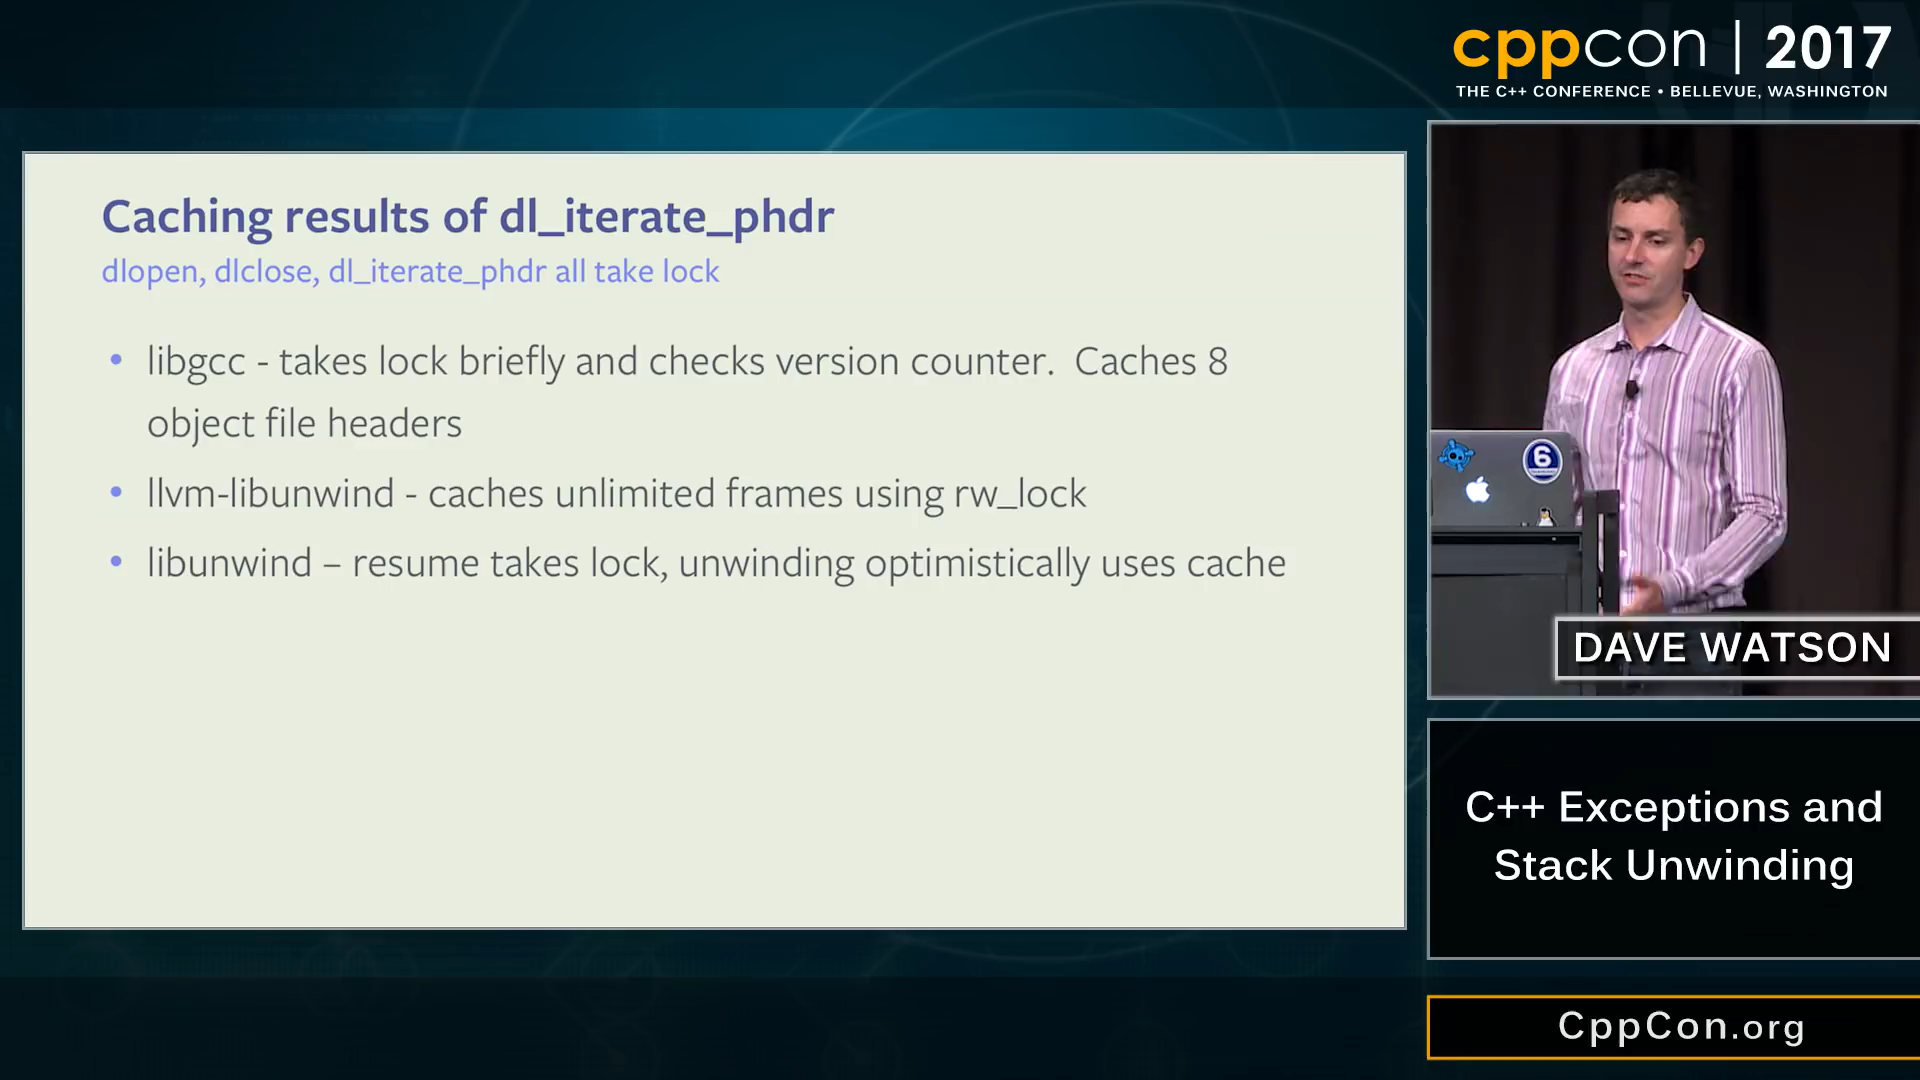 cppcon | 2017
THE C++ CONFERENCE • BELLEVUE, WASHINGTON
Caching results of dl_iterate_phdr
dlopen, dlclose, dl_iterate_phdr all take lock
• libgcc - takes lock briefly and checks version counter.  Caches 8
object file headers
• llvm-libunwind - caches unlimited frames using rw_lock
• libunwind – resume takes lock, unwinding optimistically uses cache
6
DAVE WATSON
C++ Exceptions and
Stack Unwinding
CppCon.org